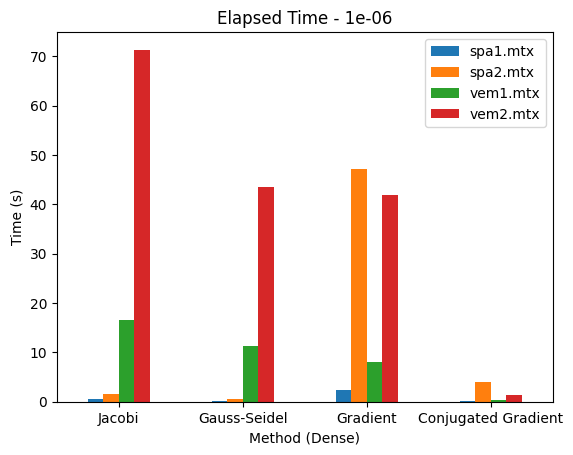 Elapsed Time - 1e-06
spa1.mtx
spa2.mtx
vem1.mtx
vem2.mtx
Time (s)
70
60
50
40
30
20
10
0
Jacobi
Gauss-Seidel
Gradient
Conjugated Gradient
Method (Dense)